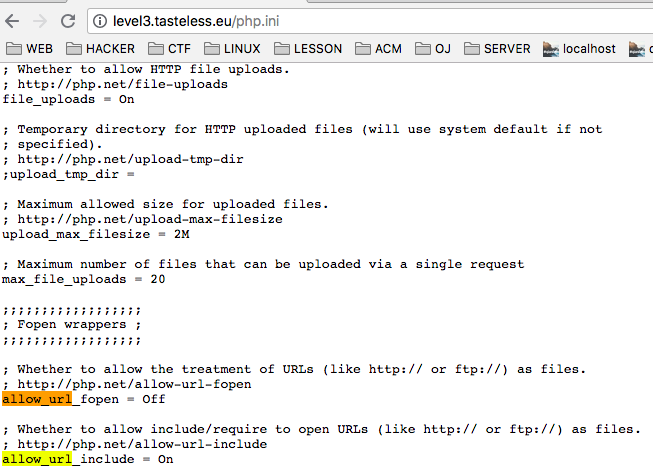 level3.tasteless.eu/php.ini
WEB HACKER CTF LINUX LESSON ACM OJ SERVER localhost
; Whether to allow HTTP file uploads.
; http://php.net/file-uploads
file_uploads = On
; Temporary directory for HTTP uploaded files (will use system default if not
; specified).
; http://php.net/upload-tmp-dir
;upload_tmp_dir =
; Maximum allowed size for uploaded files.
; http://php.net/upload-max-filesize
upload_max_filesize = 2M
; Maximum number of files that can be uploaded via a single request
max_file_uploads = 20
;;;;;;;;;;;;;;;;;;
; Fopen wrappers ;
;;;;;;;;;;;;;;;;;;
; Whether to allow the treatment of URLs (like http:// or ftp://) as files.
; http://php.net/allow-url-fopen
allow_url_fopen = Off
; Whether to allow include/require to open URLs (like http:// or ftp://) as files.
; http://php.net/allow-url-include
allow_url_include = On